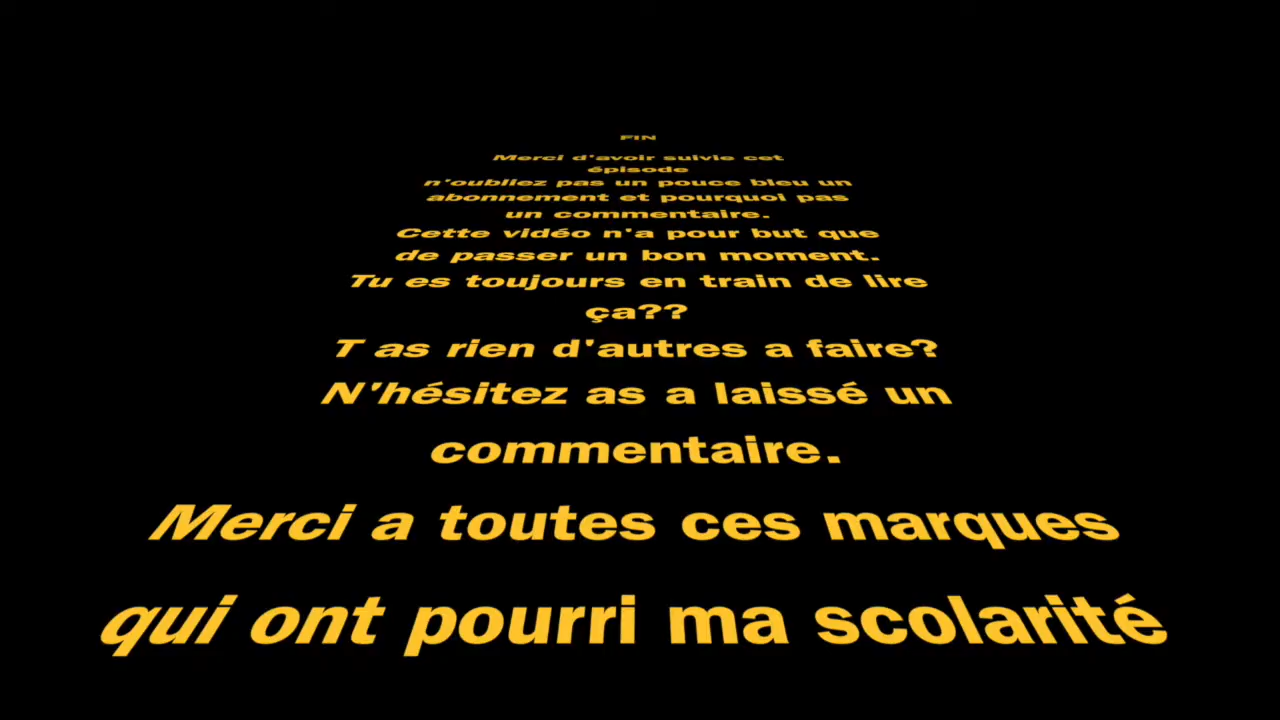 FIN
Merci d'avoir suivie cet
épisode
n'oubliez pas un pouce bleu un
abonnement et pourquoi pas
un commentaire.
Cette vidéo n'a pour but que
de passer un bon moment.
Tu es toujours en train de lire
ça??
T as rien d'autres a faire?
N'hésitez as a laissé un
commentaire.
Merci a toutes ces marques
qui ont pourri ma scolarité